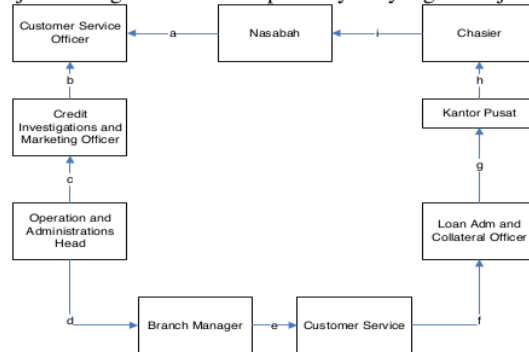 Customer Service
Officer
a
Nasabah
i
Chasier
b
h
Credit
Investigations and
Marketing Officer
Kantor Pusat
c
g
Operation and
Administrations
Head
Loan Adm and
Collateral Officer
d
Branch Manager
e
Customer Service
f